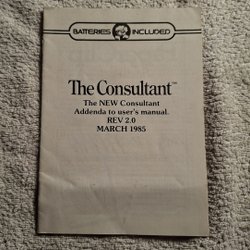 BATTERIES INCLUDED
The Consultant™
The NEW Consultant
Addenda to user's manual.
REV 2.0
MARCH 1985